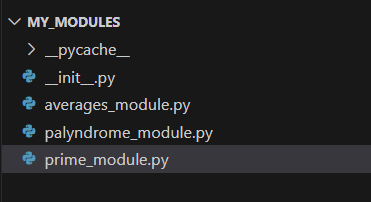 MY_MODULES
__pycache__
__init__.py
averages_module.py
palyndrome_module.py
prime_module.py